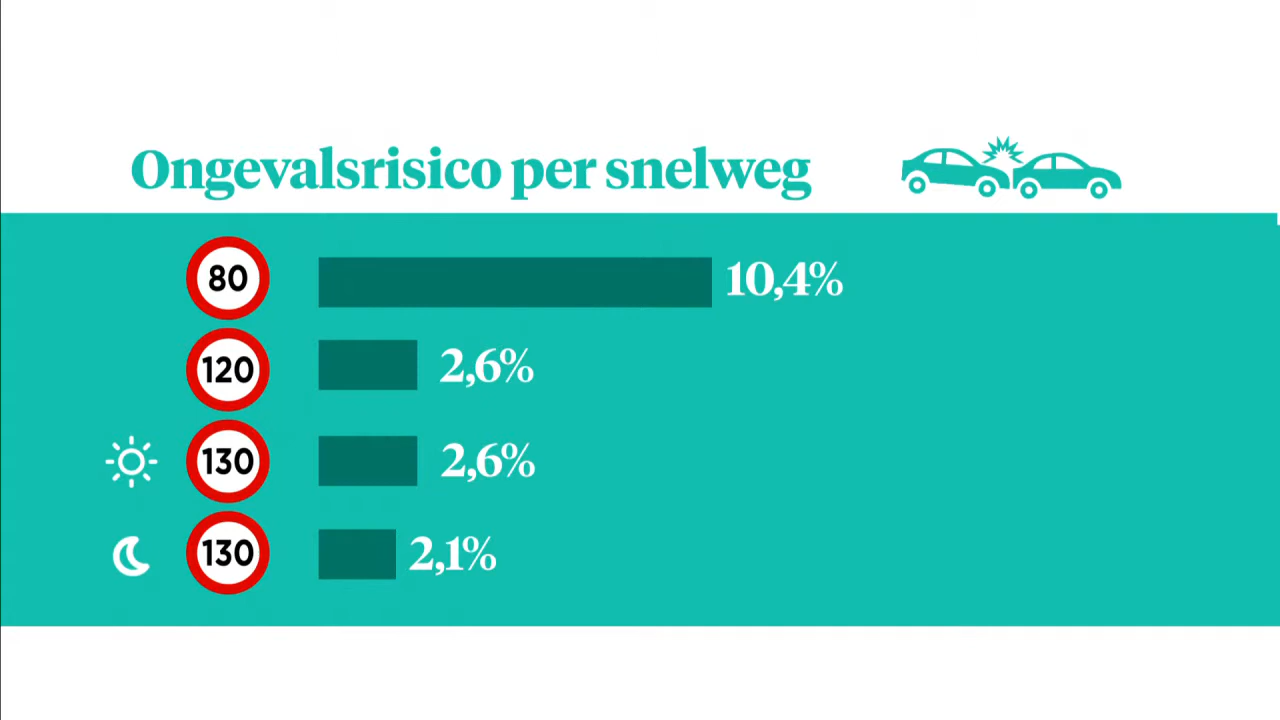 Ongevalsrisico per snelweg
80 10,4%
120 2,6%
130 2,6%
130 2,1%